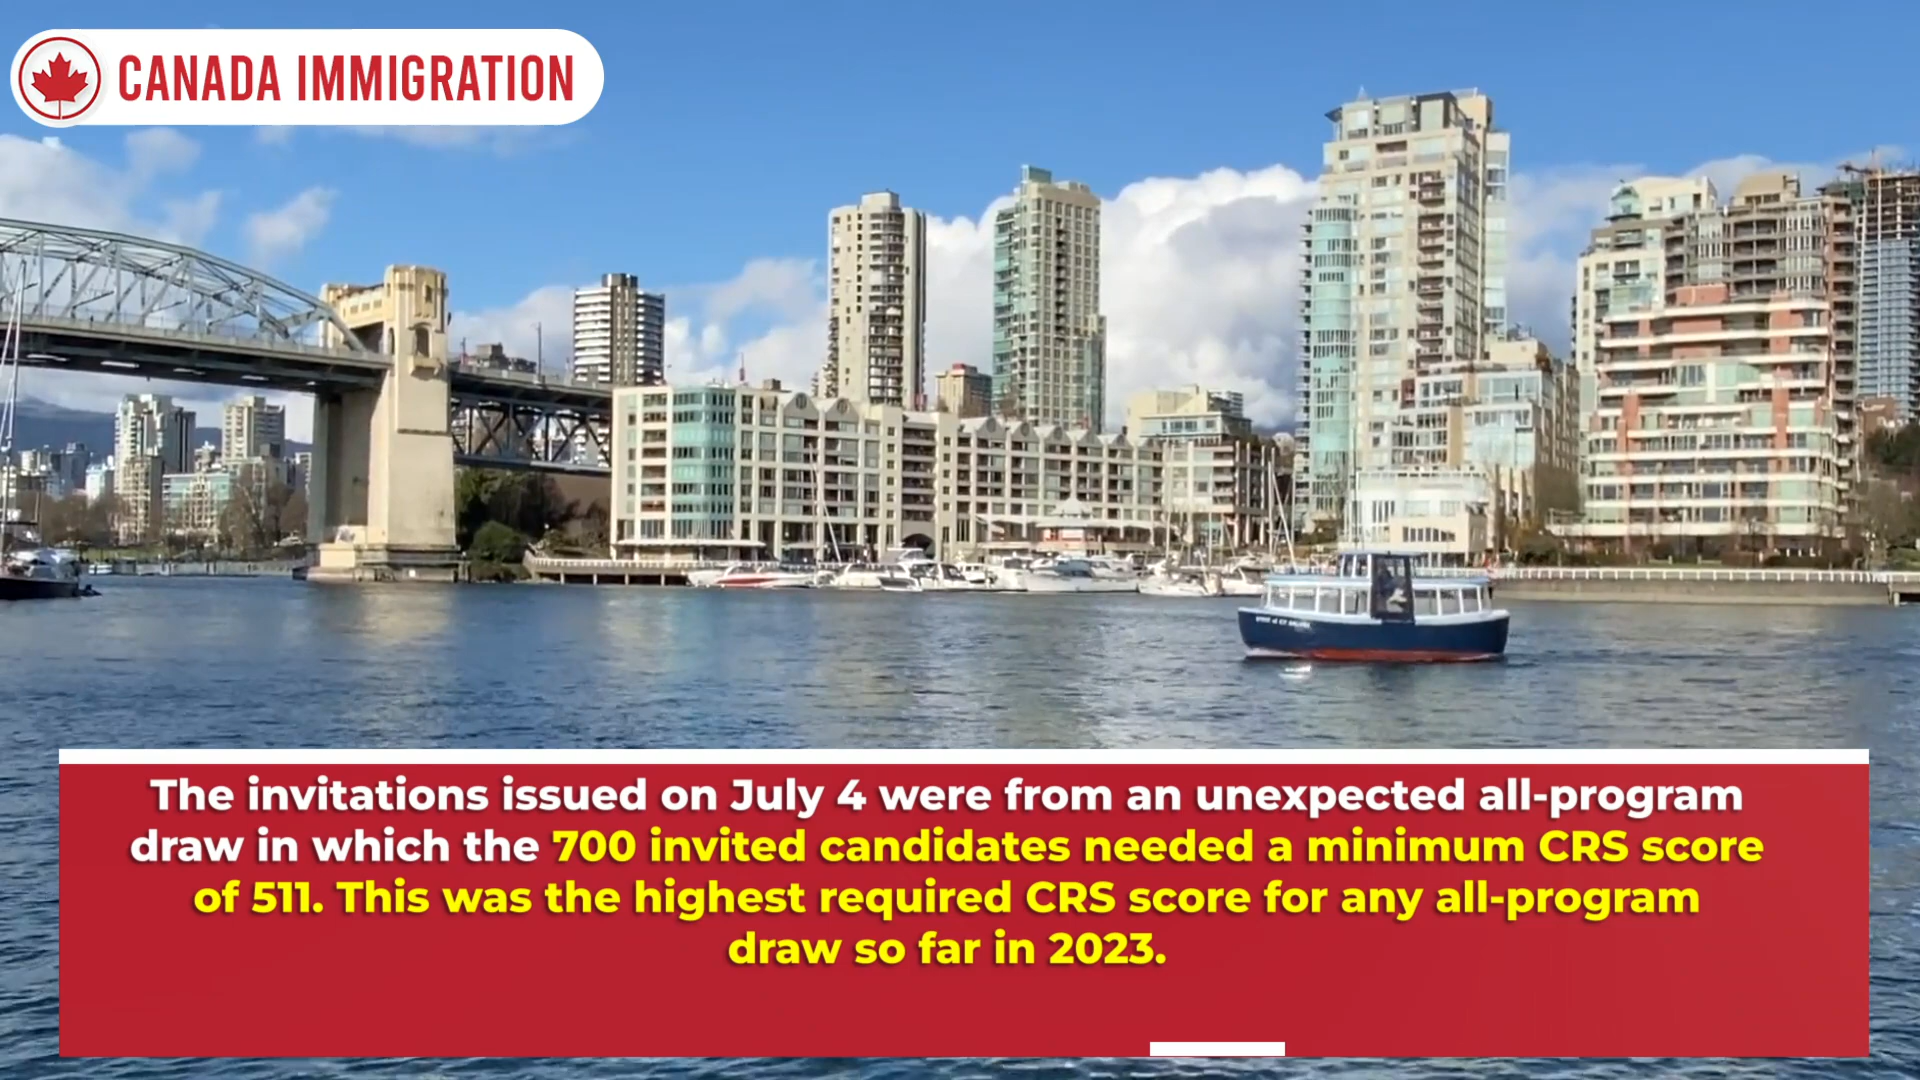 CANADA IMMIGRATION
The invitations issued on July 4 were from an unexpected all-program
draw in which the 700 invited candidates needed a minimum CRS score
of 511. This was the highest required CRS score for any all-program
draw so far in 2023.